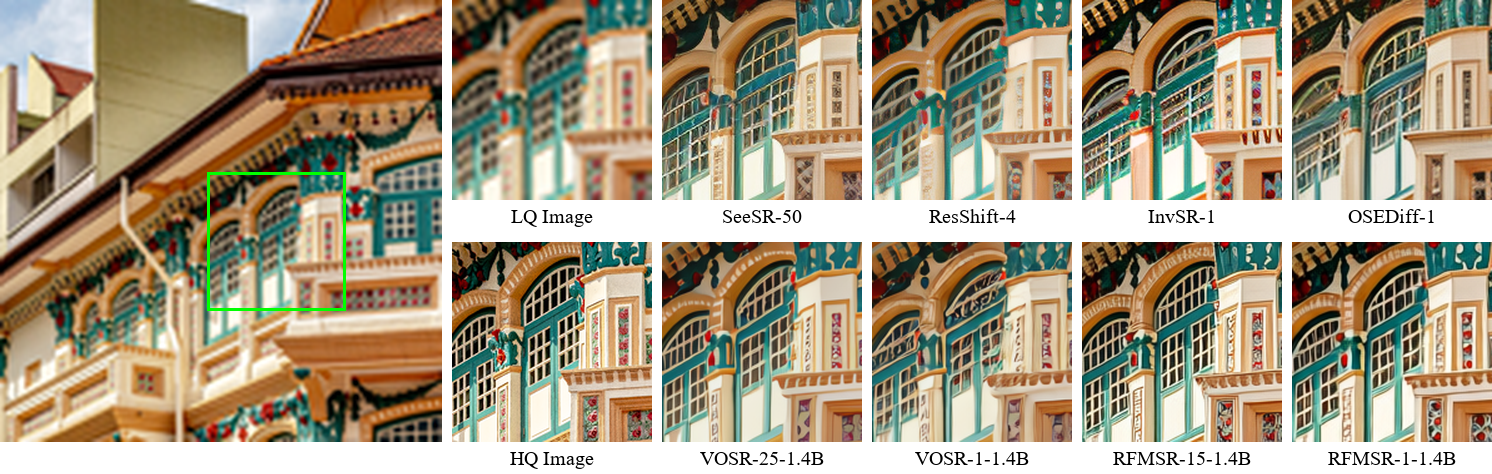 LQ Image
SeeSR-50
ResShift-4
InvSR-1
OSEDiff-1
HQ Image
VOSR-25-1.4B
VOSR-1-1.4B
RFMSR-15-1.4B
RFMSR-1-1.4B